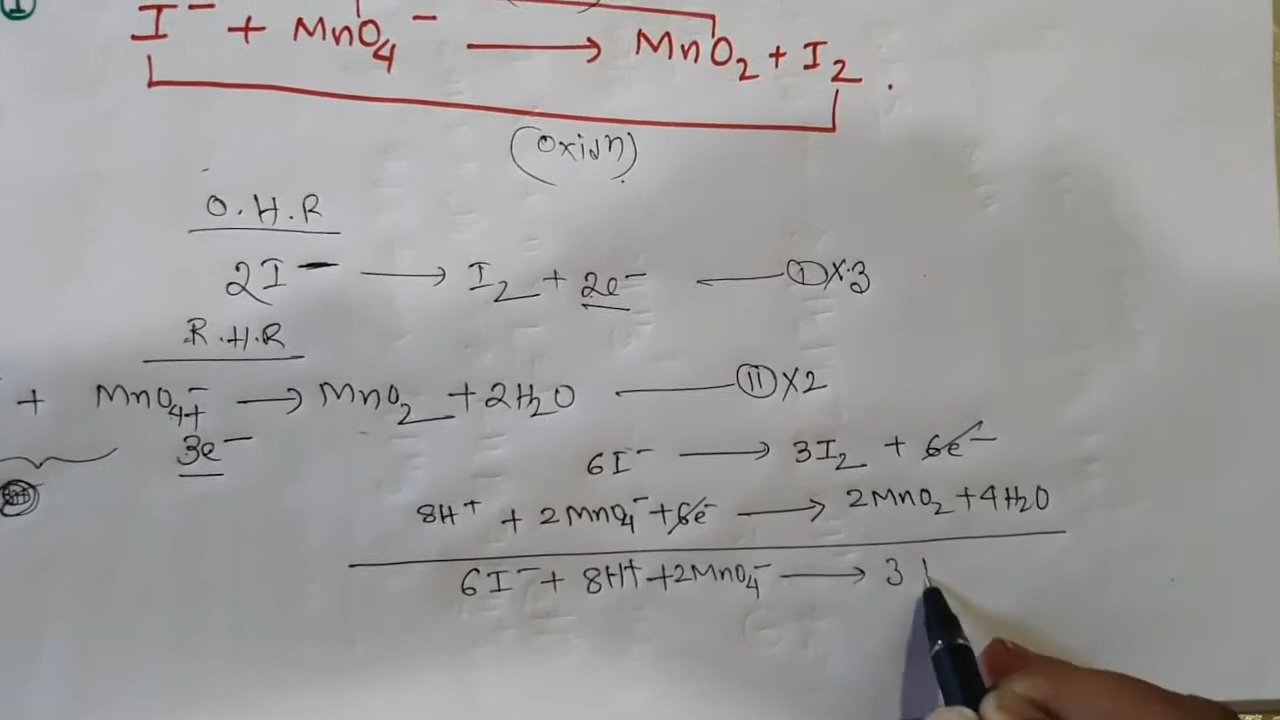 ①
I⁻ + MnO₄⁻ ⟶ MnO₂ + I₂.
(Oxidn)
O.H.R
2I⁻ ⟶ I₂ + 2e⁻ — Ⓘ×3
R.H.R
+ MnO₄⁻ + ⟶ MnO₂ + 2H₂O — Ⓘ Ⓘ×2
3e⁻
6I⁻ ⟶ 3I₂ + 6e⁻
8H⁺ + 2MnO₄⁻ + 6e⁻ ⟶ 2MnO₂ + 4H₂O
6I⁻ + 8H⁺ + 2MnO₄⁻ ⟶ 3